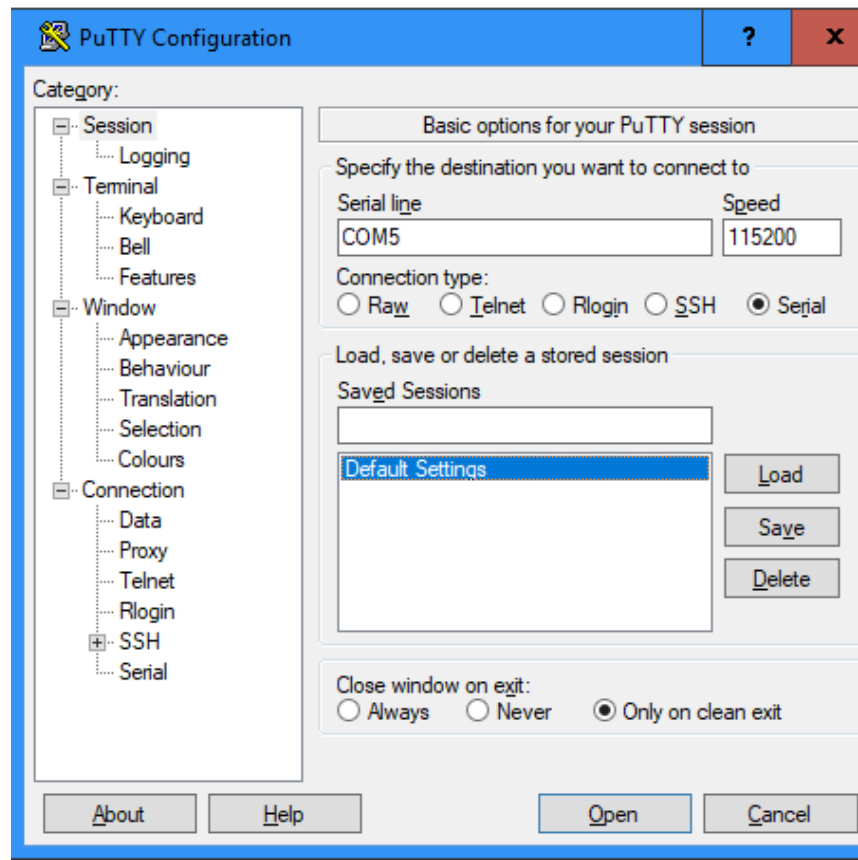 PuTTY Configuration
? x
Category:
Session
Logging
Terminal
Keyboard
Bell
Features
Window
Appearance
Behaviour
Translation
Selection
Colours
Connection
Data
Proxy
Telnet
Rlogin
SSH
Serial
Basic options for your PuTTY session
Specify the destination you want to connect to
Serial line Speed
COM5 115200
Connection type:
Raw Telnet Rlogin SSH Serial
Load, save or delete a stored session
Saved Sessions
Default Settings
Load
Save
Delete
Close window on exit:
Always Never Only on clean exit
About Help Open Cancel